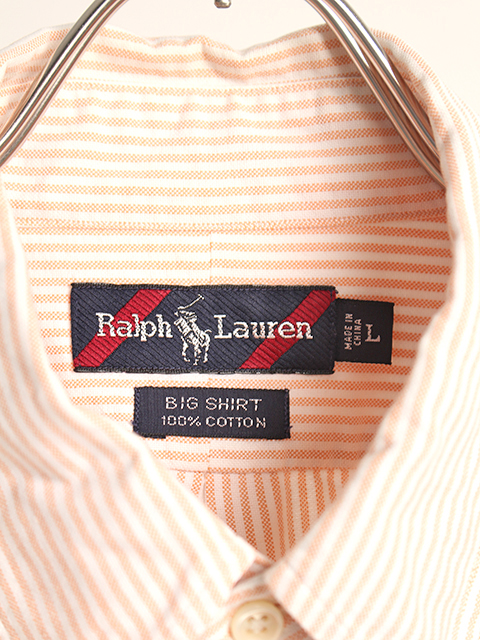 Ralph Lauren
MADE IN
CHINA
L
BIG SHIRT
100% COTTON